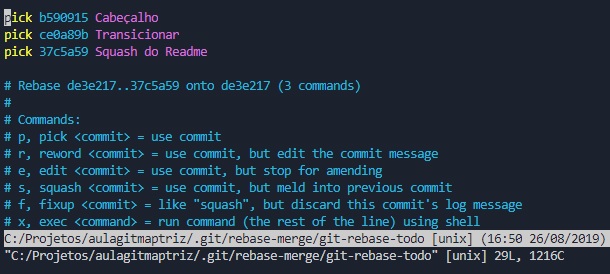 pick b590915 Cabeçalho
pick ce0a89b Transicionar
pick 37c5a59 Squash do Readme
# Rebase de3e217..37c5a59 onto de3e217 (3 commands)
#
# Commands:
# p, pick <commit> = use commit
# r, reword <commit> = use commit, but edit the commit message
# e, edit <commit> = use commit, but stop for amending
# s, squash <commit> = use commit, but meld into previous commit
# f, fixup <commit> = like "squash", but discard this commit's log message
# x, exec <command> = run command (the rest of the line) using shell
C:/Projetos/aulagitmaptriz/.git/rebase-merge/git-rebase-todo [unix] (16:50 26/08/2019)
"C:/Projetos/aulagitmaptriz/.git/rebase-merge/git-rebase-todo" [unix] 29L, 1216C